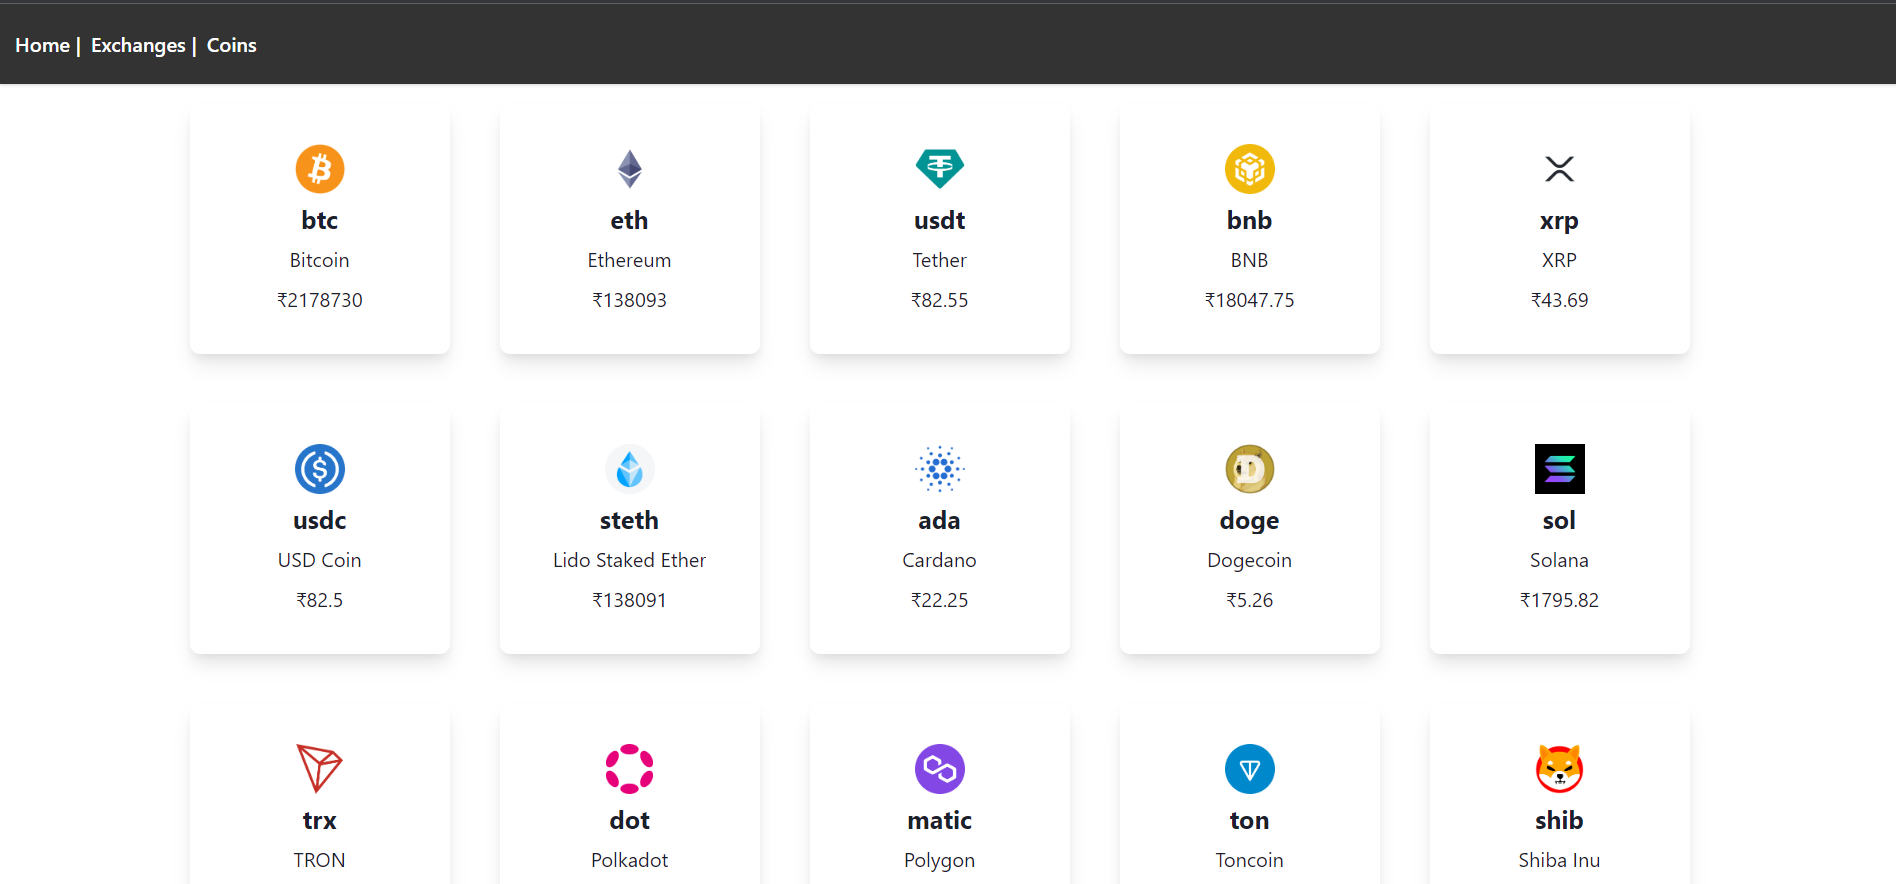 Home | Exchanges | Coins
btc
Bitcoin
₹2178730
eth
Ethereum
₹138093
usdt
Tether
₹82.55
bnb
BNB
₹18047.75
xrp
XRP
₹43.69
usdc
USD Coin
₹82.5
steth
Lido Staked Ether
₹138091
ada
Cardano
₹22.25
doge
Dogecoin
₹5.26
sol
Solana
₹1795.82
trx
TRON
dot
Polkadot
matic
Polygon
ton
Toncoin
shib
Shiba Inu